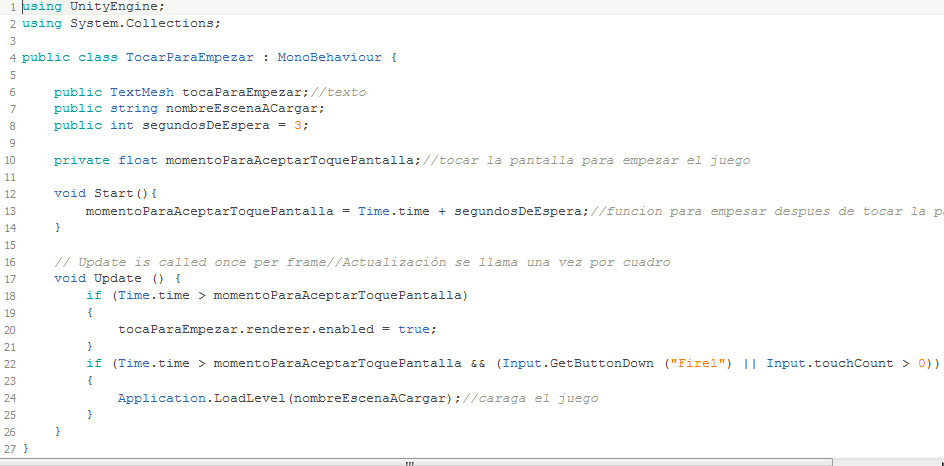 1 using UnityEngine;
2 using System.Collections;
3
4 public class TocarParaEmpezar : MonoBehaviour {
5
6 public TextMesh tocaParaEmpezar;//texto
7 public string nombreEscenaACargar;
8 public int segundosDeEspera = 3;
9
10 private float momentoParaAceptarToquePantalla;//tocar la pantalla para empezar el juego
11
12 void Start(){
13 momentoParaAceptarToquePantalla = Time.time + segundosDeEspera;//funcion para empesar despues de tocar la
14 }
15
16 // Update is called once per frame//Actualización se llama una vez por cuadro
17 void Update () {
18 if (Time.time > momentoParaAceptarToquePantalla)
19 {
20 tocaParaEmpezar.renderer.enabled = true;
21 }
22 if (Time.time > momentoParaAceptarToquePantalla && (Input.GetButtonDown ("Fire1") || Input.touchCount > 0))
23 {
24 Application.LoadLevel(nombreEscenaACargar);//caraga el juego
25 }
26 }
27 }